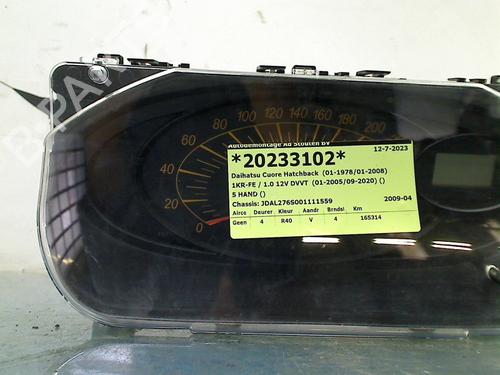 0
20
40
60
80
100
120
140
160
180
200
Autodemontage Ad Stouten BV
12-7-2023
*20233102*
Daihatsu Cuore Hatchback (01-1978/01-2008)
1KR-FE / 1.0 12V DVVT (01-2005/09-2020) ()
5 HAND ()
Chassis: JDAL276S001111559 2009-04
Airco Deuren Kleur Aandr Brndsl Km
Geen 4 R40 V 4 165314